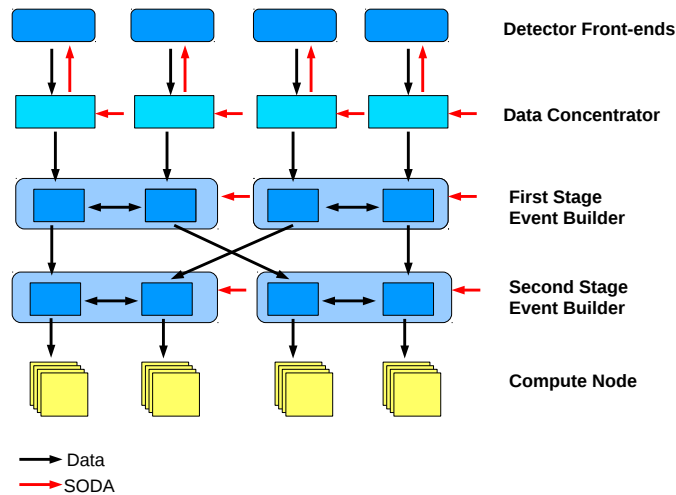 Detector Front-ends
Data Concentrator
First Stage
Event Builder
Second Stage
Event Builder
Compute Node
Data
SODA